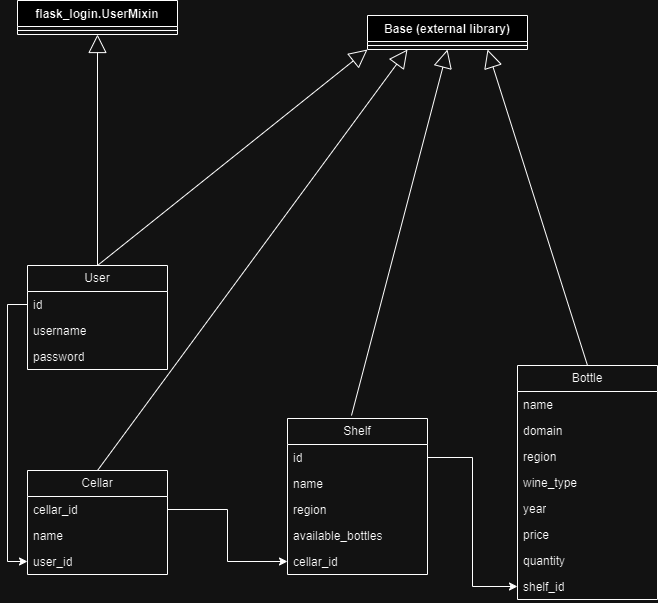 flask_login.UserMixin
Base (external library)
User
id
username
password
Cellar
cellar_id
name
user_id
Shelf
id
name
region
available_bottles
cellar_id
Bottle
name
domain
region
wine_type
year
price
quantity
shelf_id